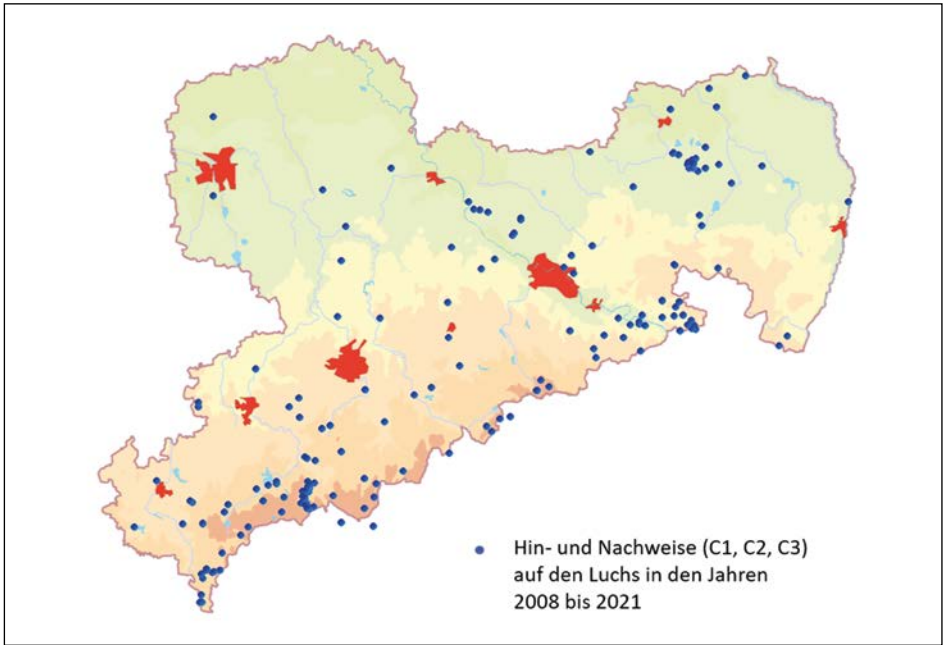 Hin- und Nachweise (C1, C2, C3)
auf den Luchs in den Jahren
2008 bis 2021